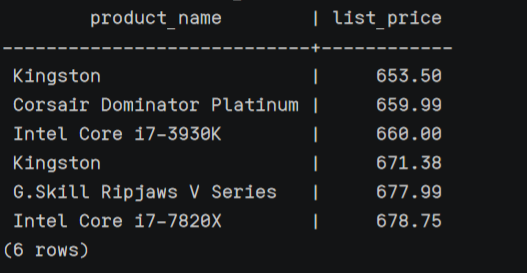 product_name | list_price
-----------------------------+------------
Kingston | 653.50
Corsair Dominator Platinum | 659.99
Intel Core i7-3930K | 660.00
Kingston | 671.38
G.Skill Ripjaws V Series | 677.99
Intel Core i7-7820X | 678.75
(6 rows)